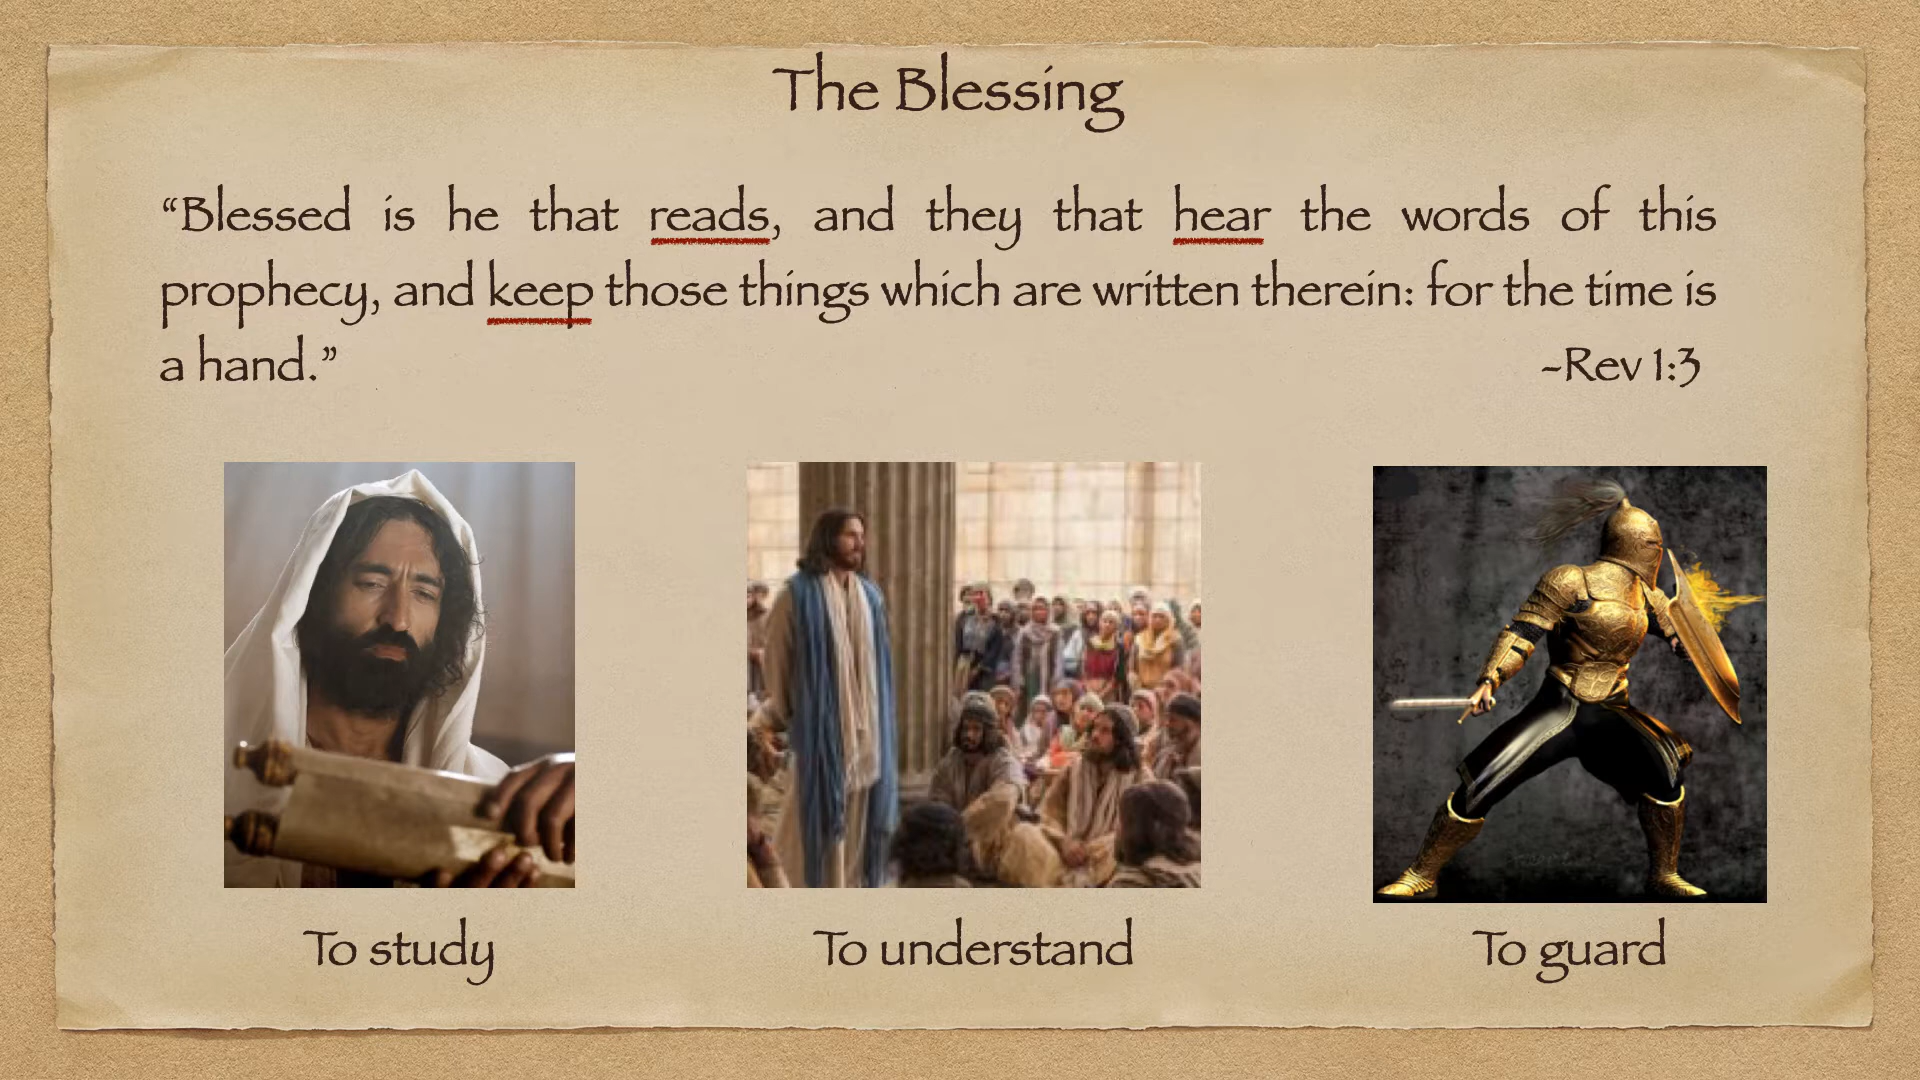 The Blessing
“Blessed is he that reads, and they that hear the words of this
prophecy, and keep those things which are written therein: for the time is
a hand.” ~Rev 1:3
To study
To understand
To guard